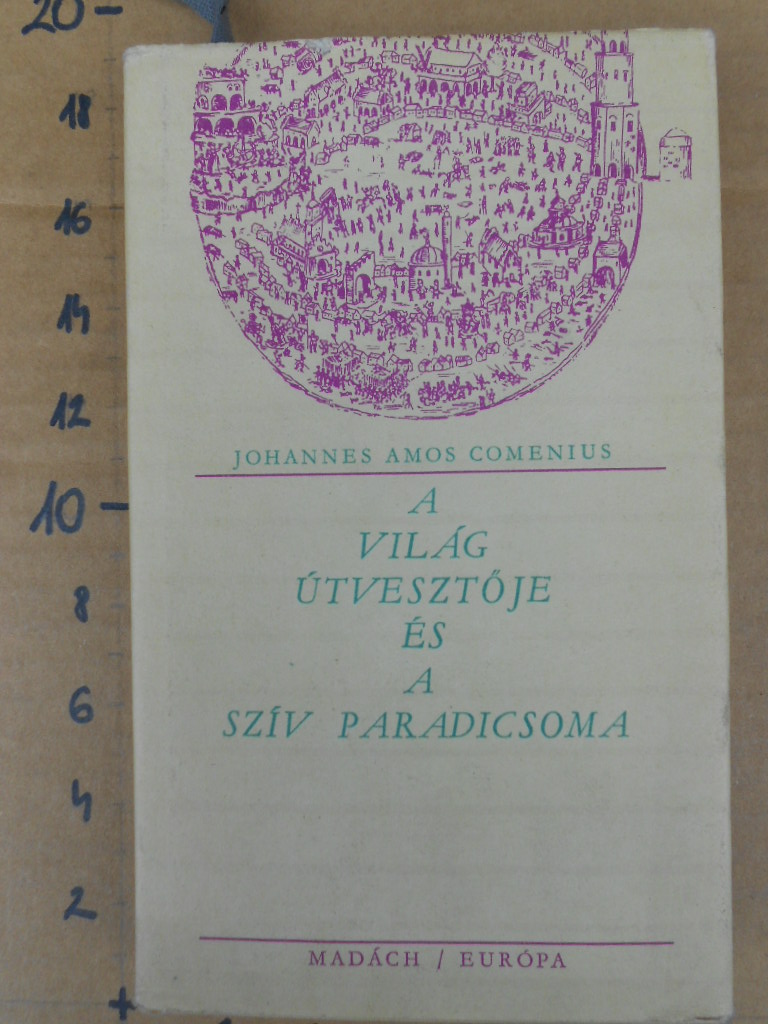 20
18
16
14
12
JOHANNES AMOS COMENIUS
10
A
VILÁG
ÚTVESZTŐJE
8
ÉS
A
6
SZÍV PARADICSOMA
4
2
MADÁCH / EURÓPA